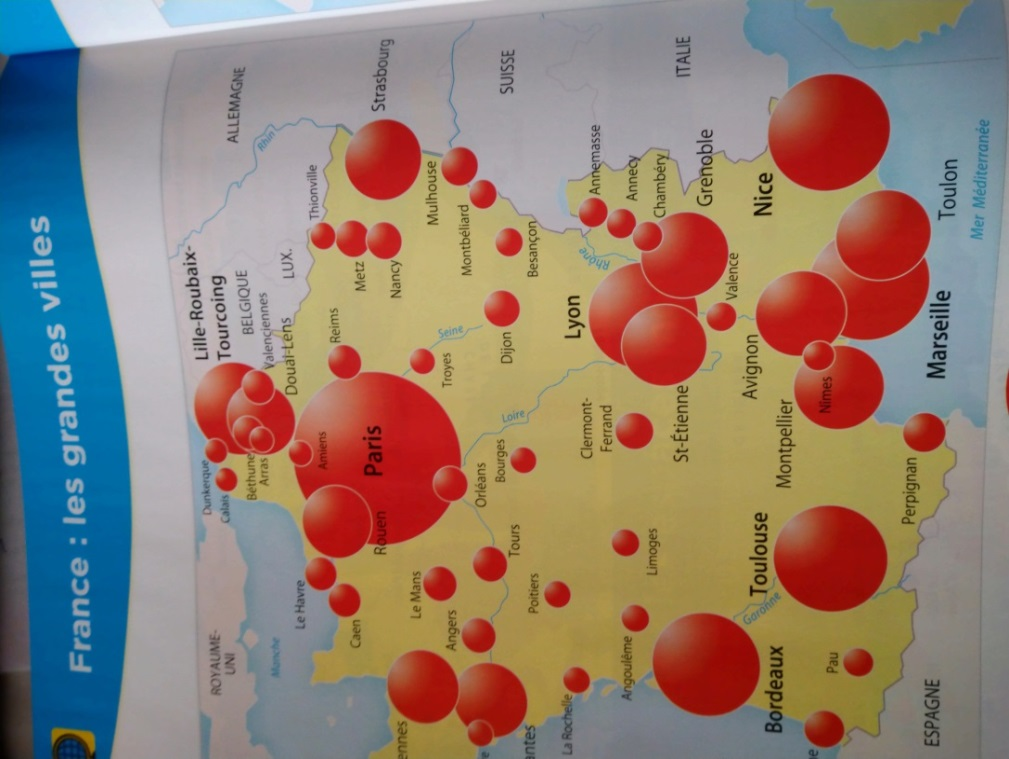 France : les grandes villes
ROYAUME-
UNI
Manche
Dunkerque
Calais
Béthune
Arras
Lille-Roubaix-
Tourcoing
BELGIQUE
Valenciennes
Douai-Lens
LUX.
ALLEMAGNE
Rhin
Le Havre
Caen
Rouen
Amiens
Paris
Reims
Thionville
Metz
Nancy
Strasbourg
Le Mans
Angers
Tours
Orléans
Bourges
Troyes
Seine
Loire
Dijon
Besançon
Montbéliard
Mulhouse
SUISSE
Poitiers
La Rochelle
Angoulême
Limoges
Clermont-
Ferrand
Lyon
St-Étienne
Rhône
Annemasse
Annecy
Chambéry
Grenoble
Valence
ITALIE
Bordeaux
Garonne
Toulouse
Pau
Montpellier
Nîmes
Avignon
Nice
Perpignan
Marseille
Toulon
Mer Méditerranée
ESPAGNE